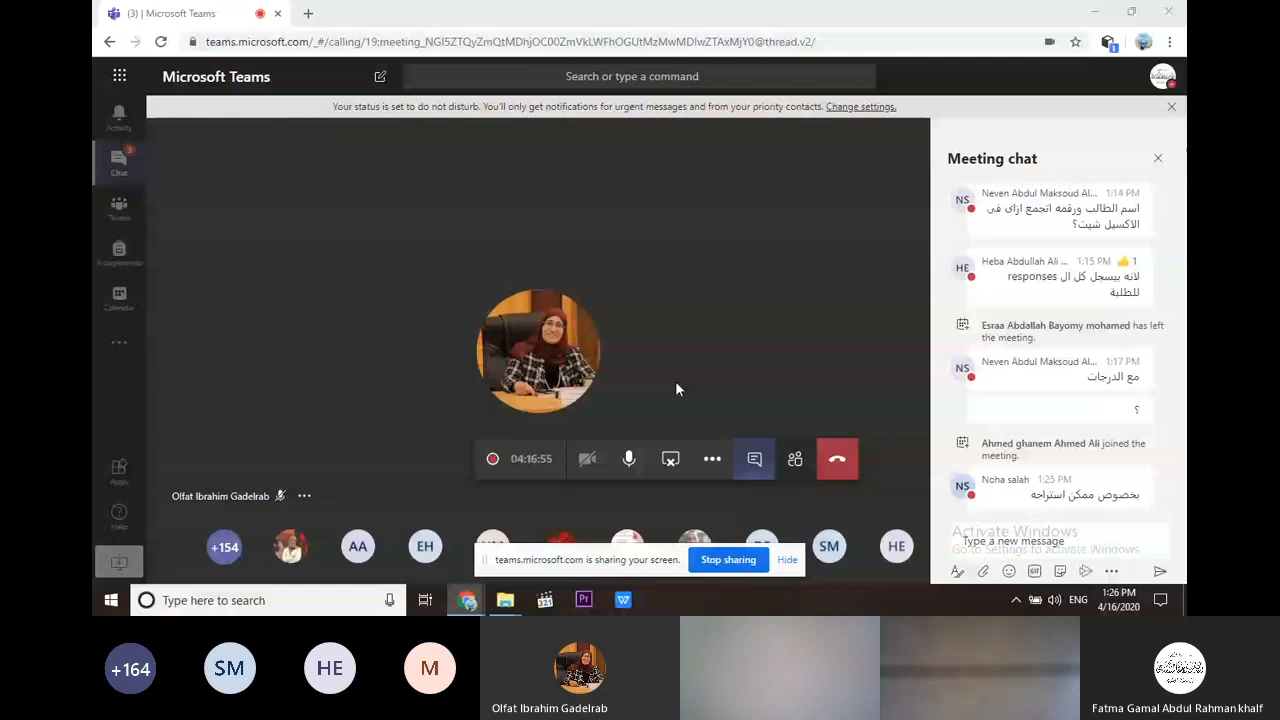 (3) | Microsoft Teams
teams.microsoft.com/_#/calling/19:meeting_NGI5ZTQyZmQtMDhjOC00ZmVkLWFhOGUtMzMwMDIwZTAxMjY0@thread.v2/
Microsoft Teams
Search or type a command
Your status is set to do not disturb. You'll only get notifications for urgent messages and from your priority contacts. Change settings.
Activity
3
Chat
Teams
Assignments
Calendar
Apps
Help
Meeting chat
NS
Neven Abdul Maksoud Al... 1:14 PM
اسم الطالب ورقمه اتجمع ازاى فى
الاكسيل شيت؟
HE
Heba Abdullah Ali ... 1:15 PM 1
لانه بيسجل كل ال responses
للطلبة
Esraa Abdallah Bayomy mohamed has left
the meeting.
NS
Neven Abdul Maksoud Al... 1:17 PM
مع الدرجات
؟
Ahmed ghanem Ahmed Ali joined the
meeting.
NS
Noha salah 1:25 PM
بخصوص ممكن استراحه
Activate Windows
Type a new message
Go to Settings to activate Windows.
04:16:55
Olfat Ibrahim Gadelrab
+154
AA
EH
SM
HE
teams.microsoft.com is sharing your screen.
Stop sharing
Hide
Type here to search
Pr
W
ENG
1:26 PM
4/16/2020
+164
SM
HE
M
Olfat Ibrahim Gadelrab
Fatma Gamal Abdul Rahman khalf